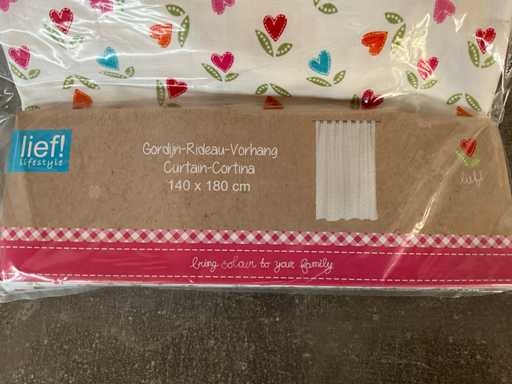 lief!
lifestyle
Gordijn-Rideau-Vorhang
Curtain-Cortina
140 x 180 cm
lief!
bring colour to your family